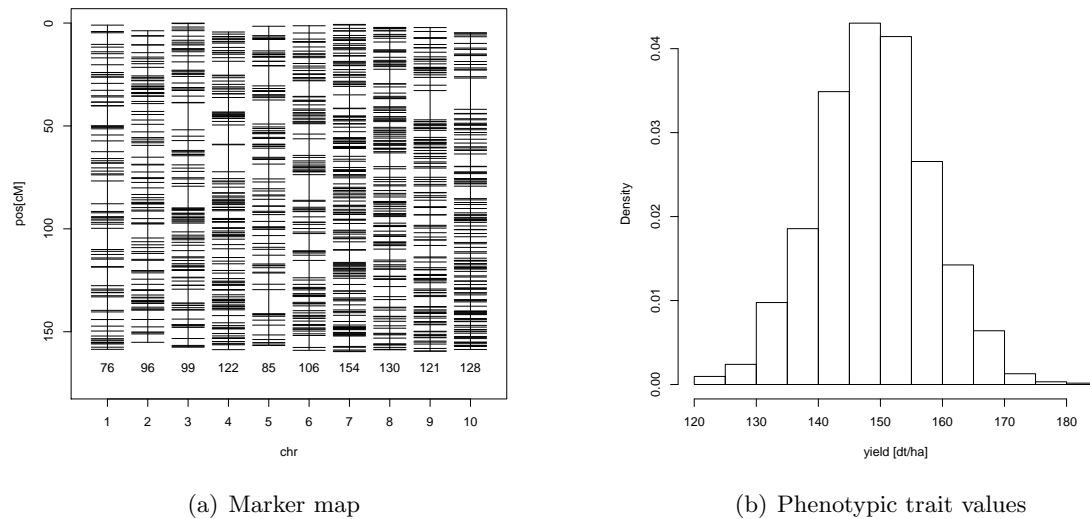 0
50
100
150
pos[cM]
76 96 99 122 85 106 154 130 121 128
1 2 3 4 5 6 7 8 9 10
chr
(a) Marker map
0.04
0.03
0.02
0.01
0.00
Density
120 130 140 150 160 170 180
yield [dt/ha]
(b) Phenotypic trait values